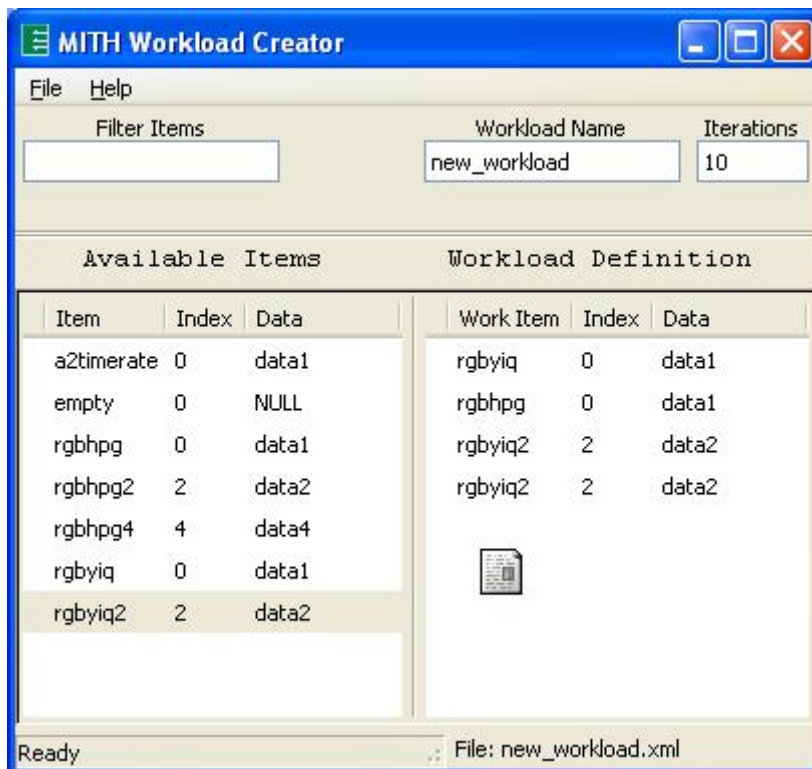 MITH Workload Creator
File Help
Filter Items Workload Name Iterations
new_workload 10
Available Items Workload Definition
Item Index Data Work Item Index Data
a2timerate 0 data1 rgbyiq 0 data1
empty 0 NULL rgbhpg 0 data1
rgbhpg 0 data1 rgbyiq2 2 data2
rgbhpg2 2 data2 rgbyiq2 2 data2
rgbhpg4 4 data4
rgbyiq 0 data1
rgbyiq2 2 data2
Ready File: new_workload.xml